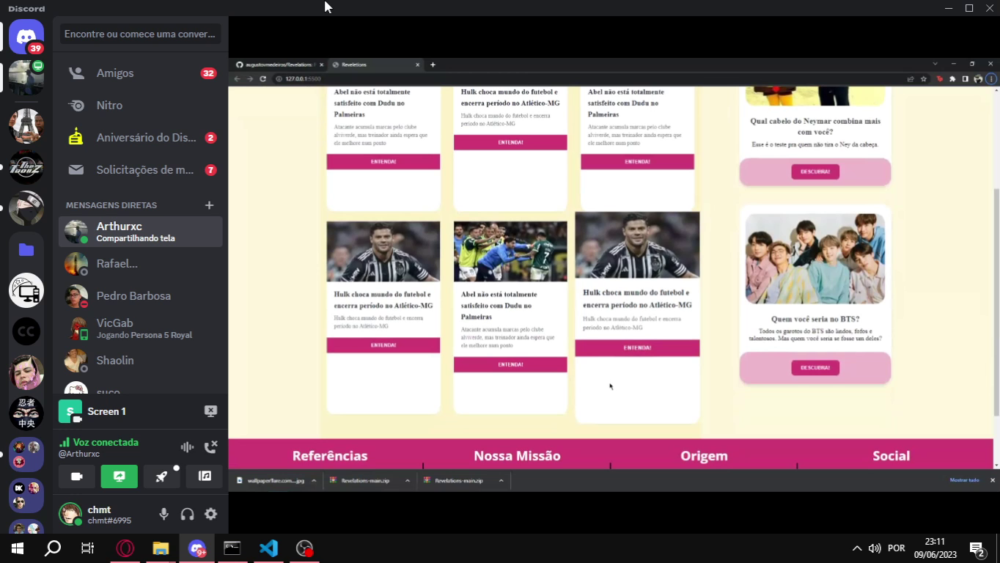 Discord
39
Encontre ou comece uma conver...
Amigos
32
Nitro
Aniversário do Dis...
2
Solicitações de m...
7
MENSAGENS DIRETAS
Arthurxc
Compartilhando tela
Rafael...
Pedro Barbosa
VicGab
Jogando Persona 5 Royal
Shaolin
suco
S
Screen 1
Voz conectada
@Arthurxc
chmt
chmt#6995
CC
忍者
中央
DK
augustovmedeiros/Revelations:
Reveletions
127.0.0.1:5500
Abel não está totalmente
satisfeito com Dudu no
Palmeiras
Atacante acumula marcas pelo clube
alviverde, mas treinador ainda espera que
ele melhore num ponto
ENTENDA!
Hulk choca mundo do futebol e
encerra período no Atlético-MG
Hulk choca mundo do futebol e encerra
período no Atlético-MG
ENTENDA!
Abel não está totalmente
satisfeito com Dudu no
Palmeiras
Atacante acumula marcas pelo clube
alviverde, mas treinador ainda espera que
ele melhore num ponto
ENTENDA!
Qual cabelo do Neymar combina mais
com você?
Esse é o teste pra quem não tira o Ney da cabeça.
DESCUBRA!
Hulk choca mundo do futebol e
encerra período no Atlético-MG
Hulk choca mundo do futebol e encerra
período no Atlético-MG
ENTENDA!
7
Abel não está totalmente
satisfeito com Dudu no
Palmeiras
Atacante acumula marcas pelo clube
alviverde, mas treinador ainda espera que
ele melhore num ponto
ENTENDA!
Hulk choca mundo do futebol e
encerra período no Atlético-MG
Hulk choca mundo do futebol e encerra
período no Atlético-MG
ENTENDA!
Quem você seria no BTS?
Todos os garotos do BTS são lindos, fofos e
talentosos. Mas quem você seria se fosse um deles?
DESCUBRA!
Referências
Nossa Missão
Origem
Social
wallpaperflare.com....jpg
Revelations-main.zip
Revelations-main.zip
Mostrar tudo
9+
POR
23:11
09/06/2023
2